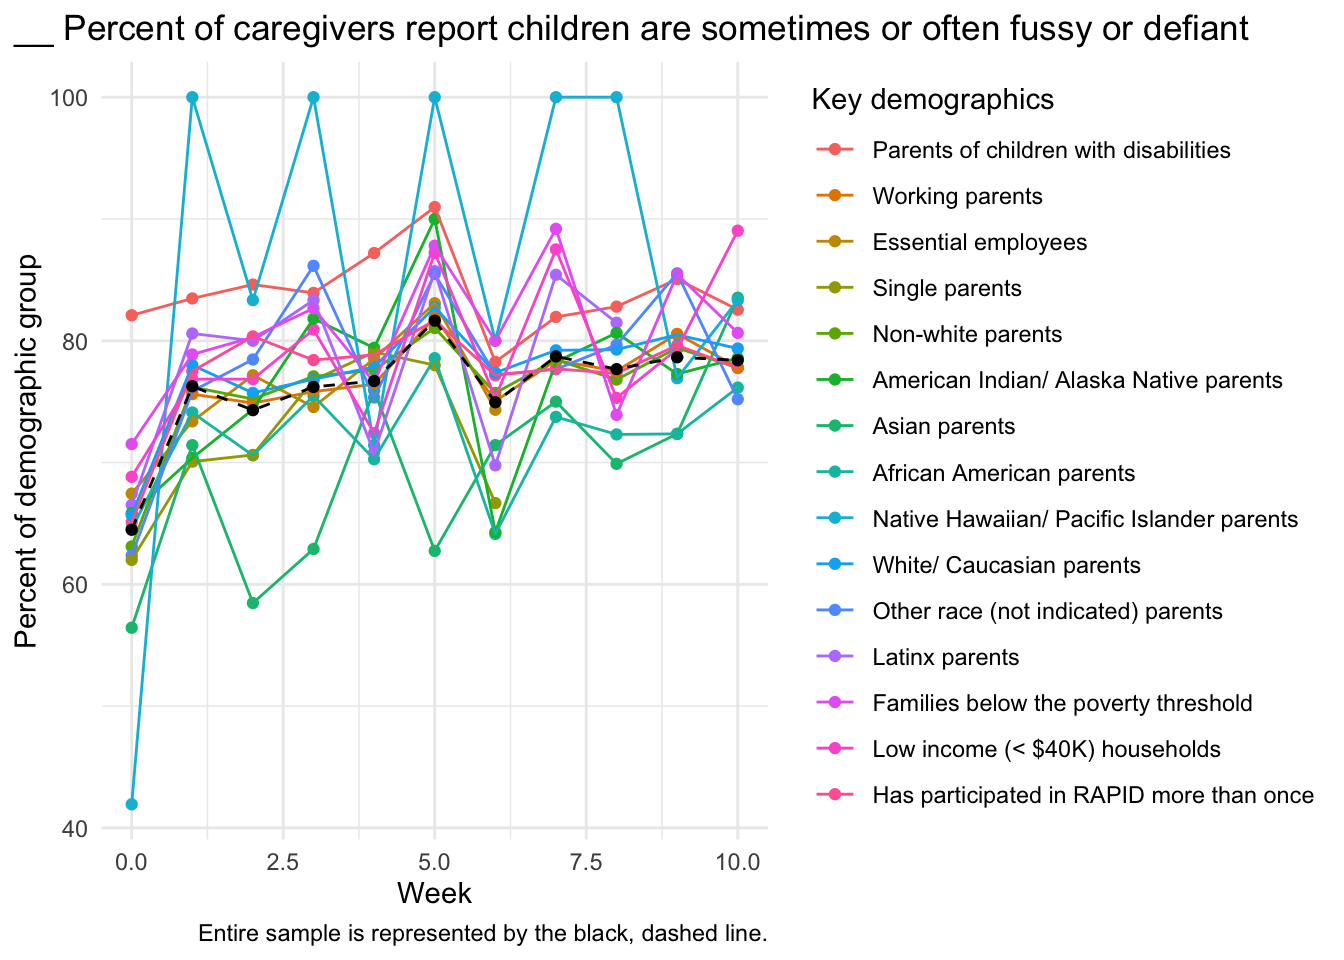 __ Percent of caregivers report children are sometimes or often fussy or defiant
Percent of demographic group
100
80
60
40
0.0 2.5 5.0 7.5 10.0
Week
Key demographics
Parents of children with disabilities
Working parents
Essential employees
Single parents
Non-white parents
American Indian/ Alaska Native parents
Asian parents
African American parents
Native Hawaiian/ Pacific Islander parents
White/ Caucasian parents
Other race (not indicated) parents
Latinx parents
Families below the poverty threshold
Low income (< $40K) households
Has participated in RAPID more than once
Entire sample is represented by the black, dashed line.